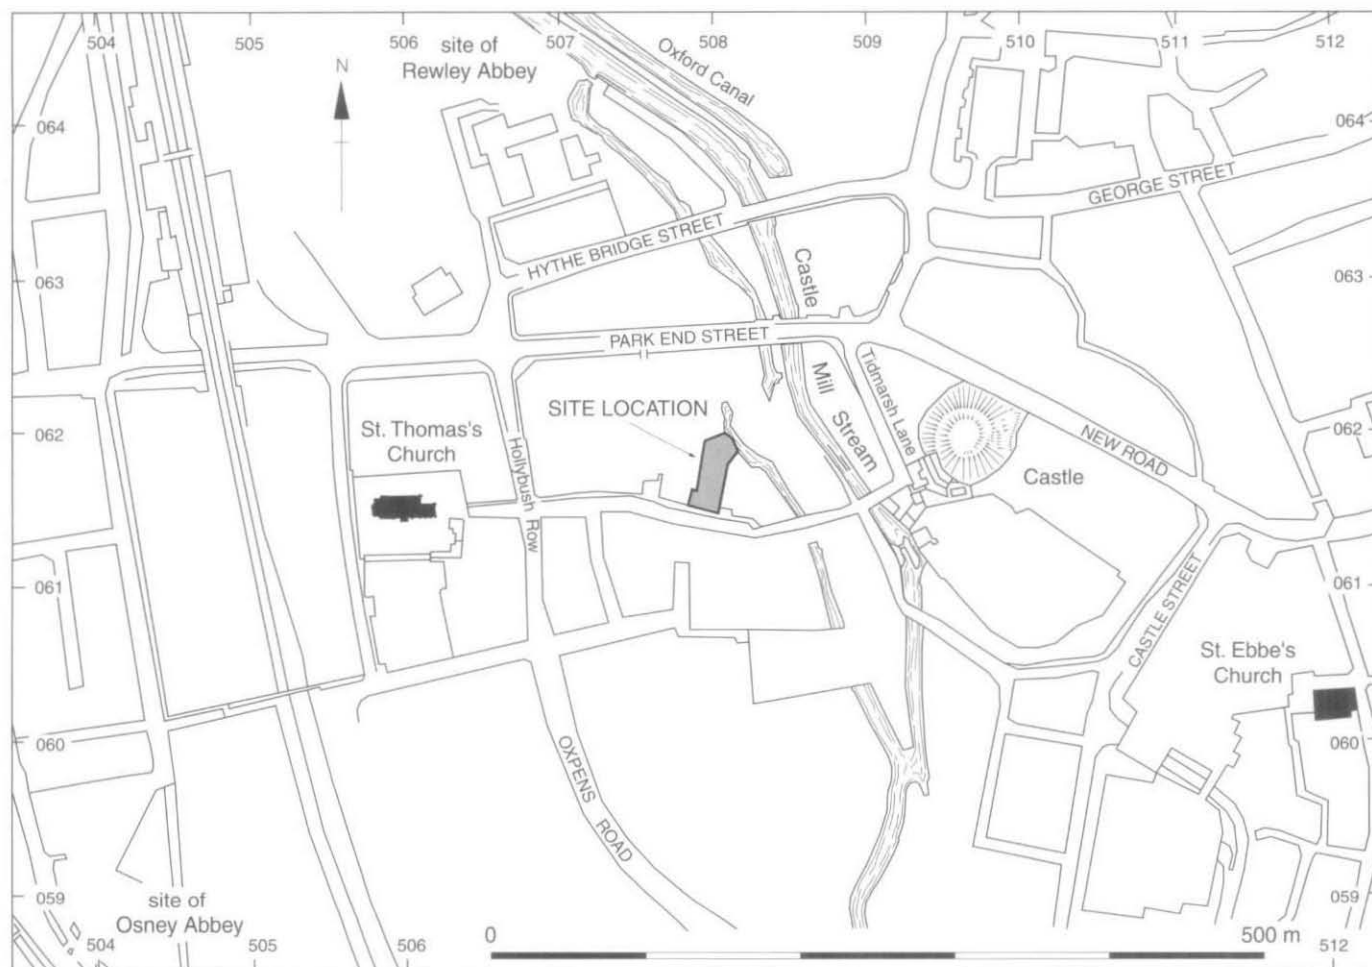 504 505 506 507 508 509 510 511 512
site of
Rewley Abbey
Oxford Canal
N
064 064
GEORGE STREET
HYTHE BRIDGE STREET
063 063
Castle
Mill
Stream
PARK END STREET
Tidmarsh Lane
SITE LOCATION
062 062
St. Thomas's
Church
Hollybush Row
NEW ROAD
Castle
061 061
CASTLE STREET
St. Ebbe's
Church
060 060
OXPENS ROAD
059 059
site of
Osney Abbey
0 500 m
504 505 506 512